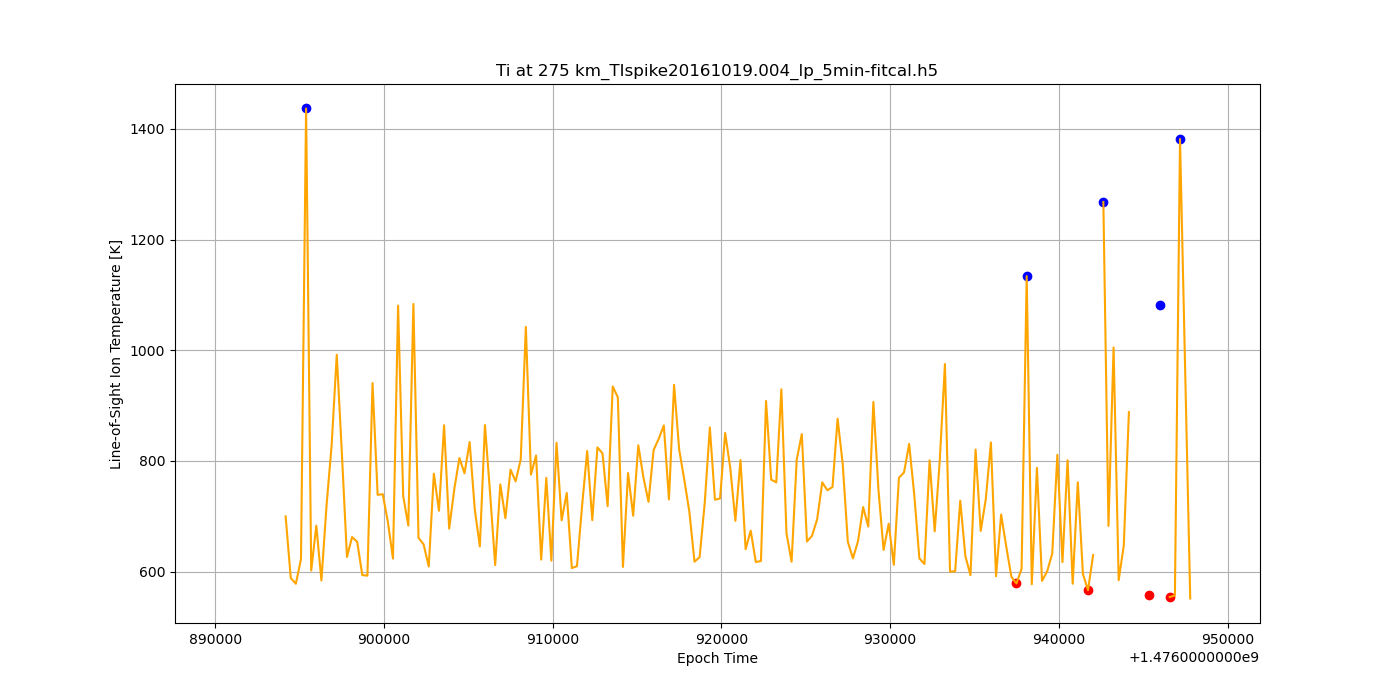 Ti at 275 km_TIspike20161019.004_lp_5min-fitcal.h5
Line-of-Sight Ion Temperature [K]
1400
1200
1000
800
600
890000 900000 910000 920000 930000 940000 950000
Epoch Time
+1.4760000000e9